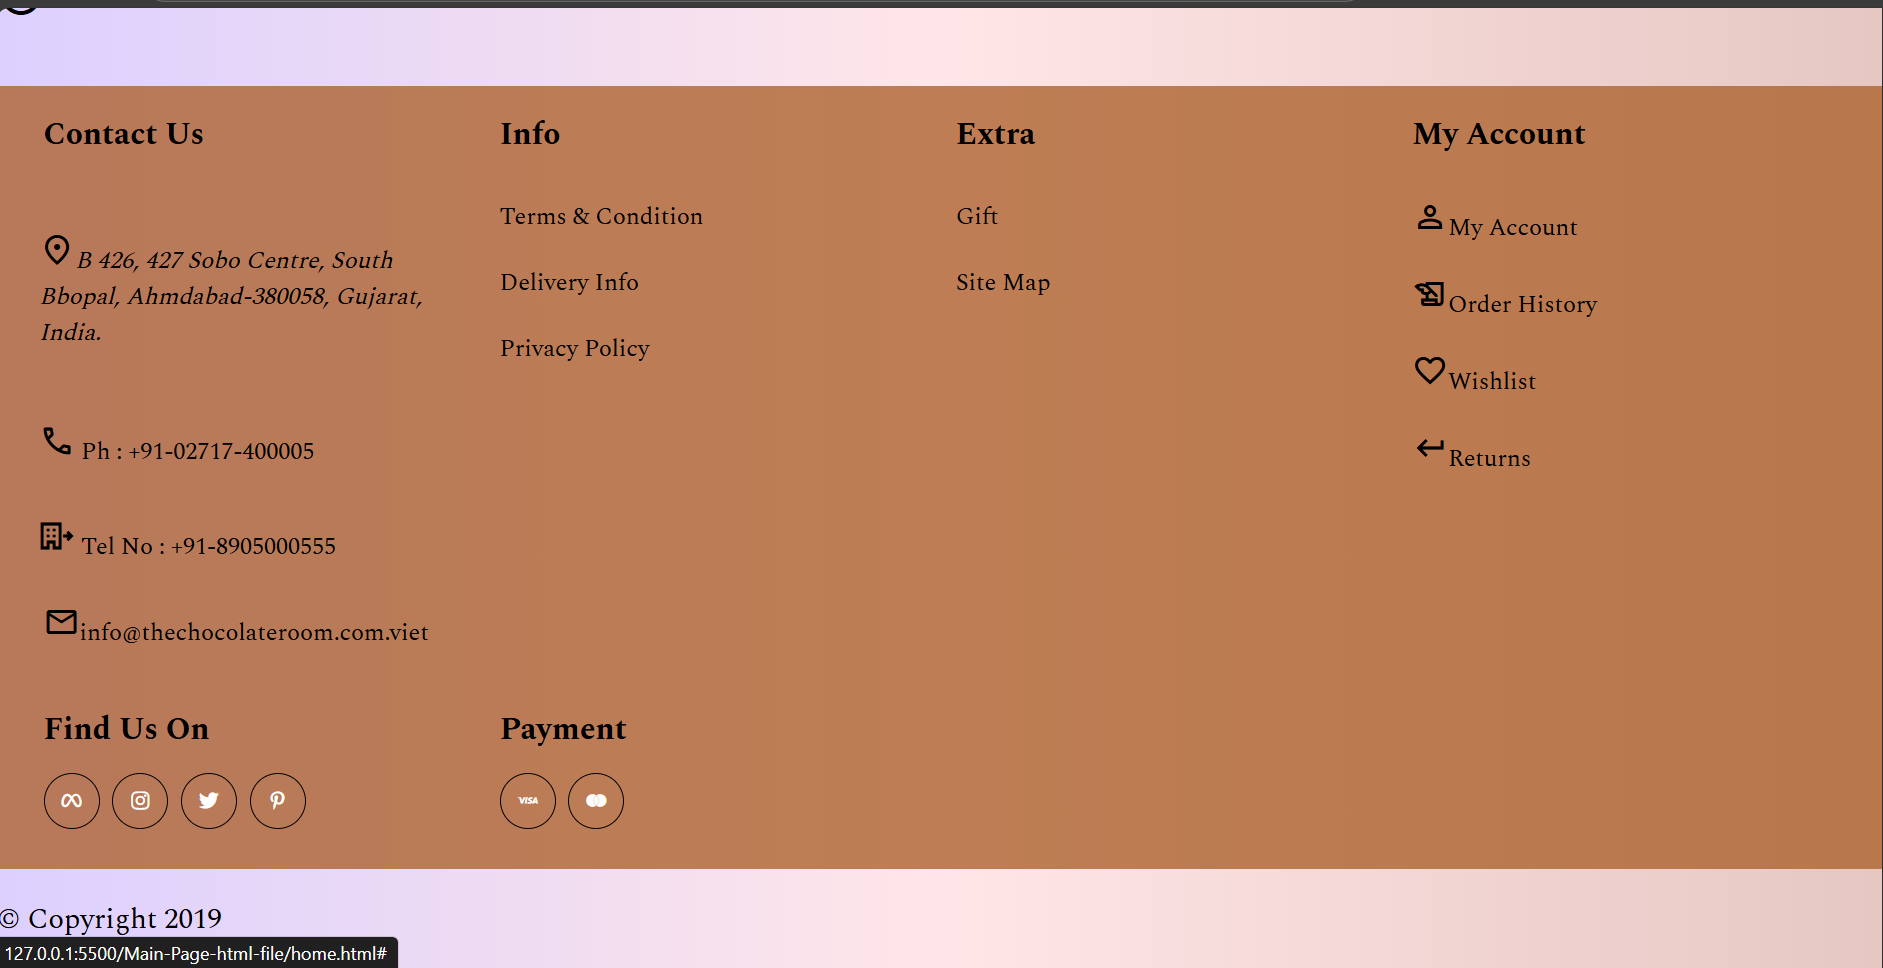 Contact Us
B 426, 427 Sobo Centre, South
Bbopal, Ahmdabad-380058, Gujarat,
India.
Ph : +91-02717-400005
Tel No : +91-8905000555
info@thechocolateroom.com.viet
Info
Terms & Condition
Delivery Info
Privacy Policy
Extra
Gift
Site Map
My Account
My Account
Order History
Wishlist
Returns
Find Us On
Payment
VISA
© Copyright 2019
127.0.0.1:5500/Main-Page-html-file/home.html#